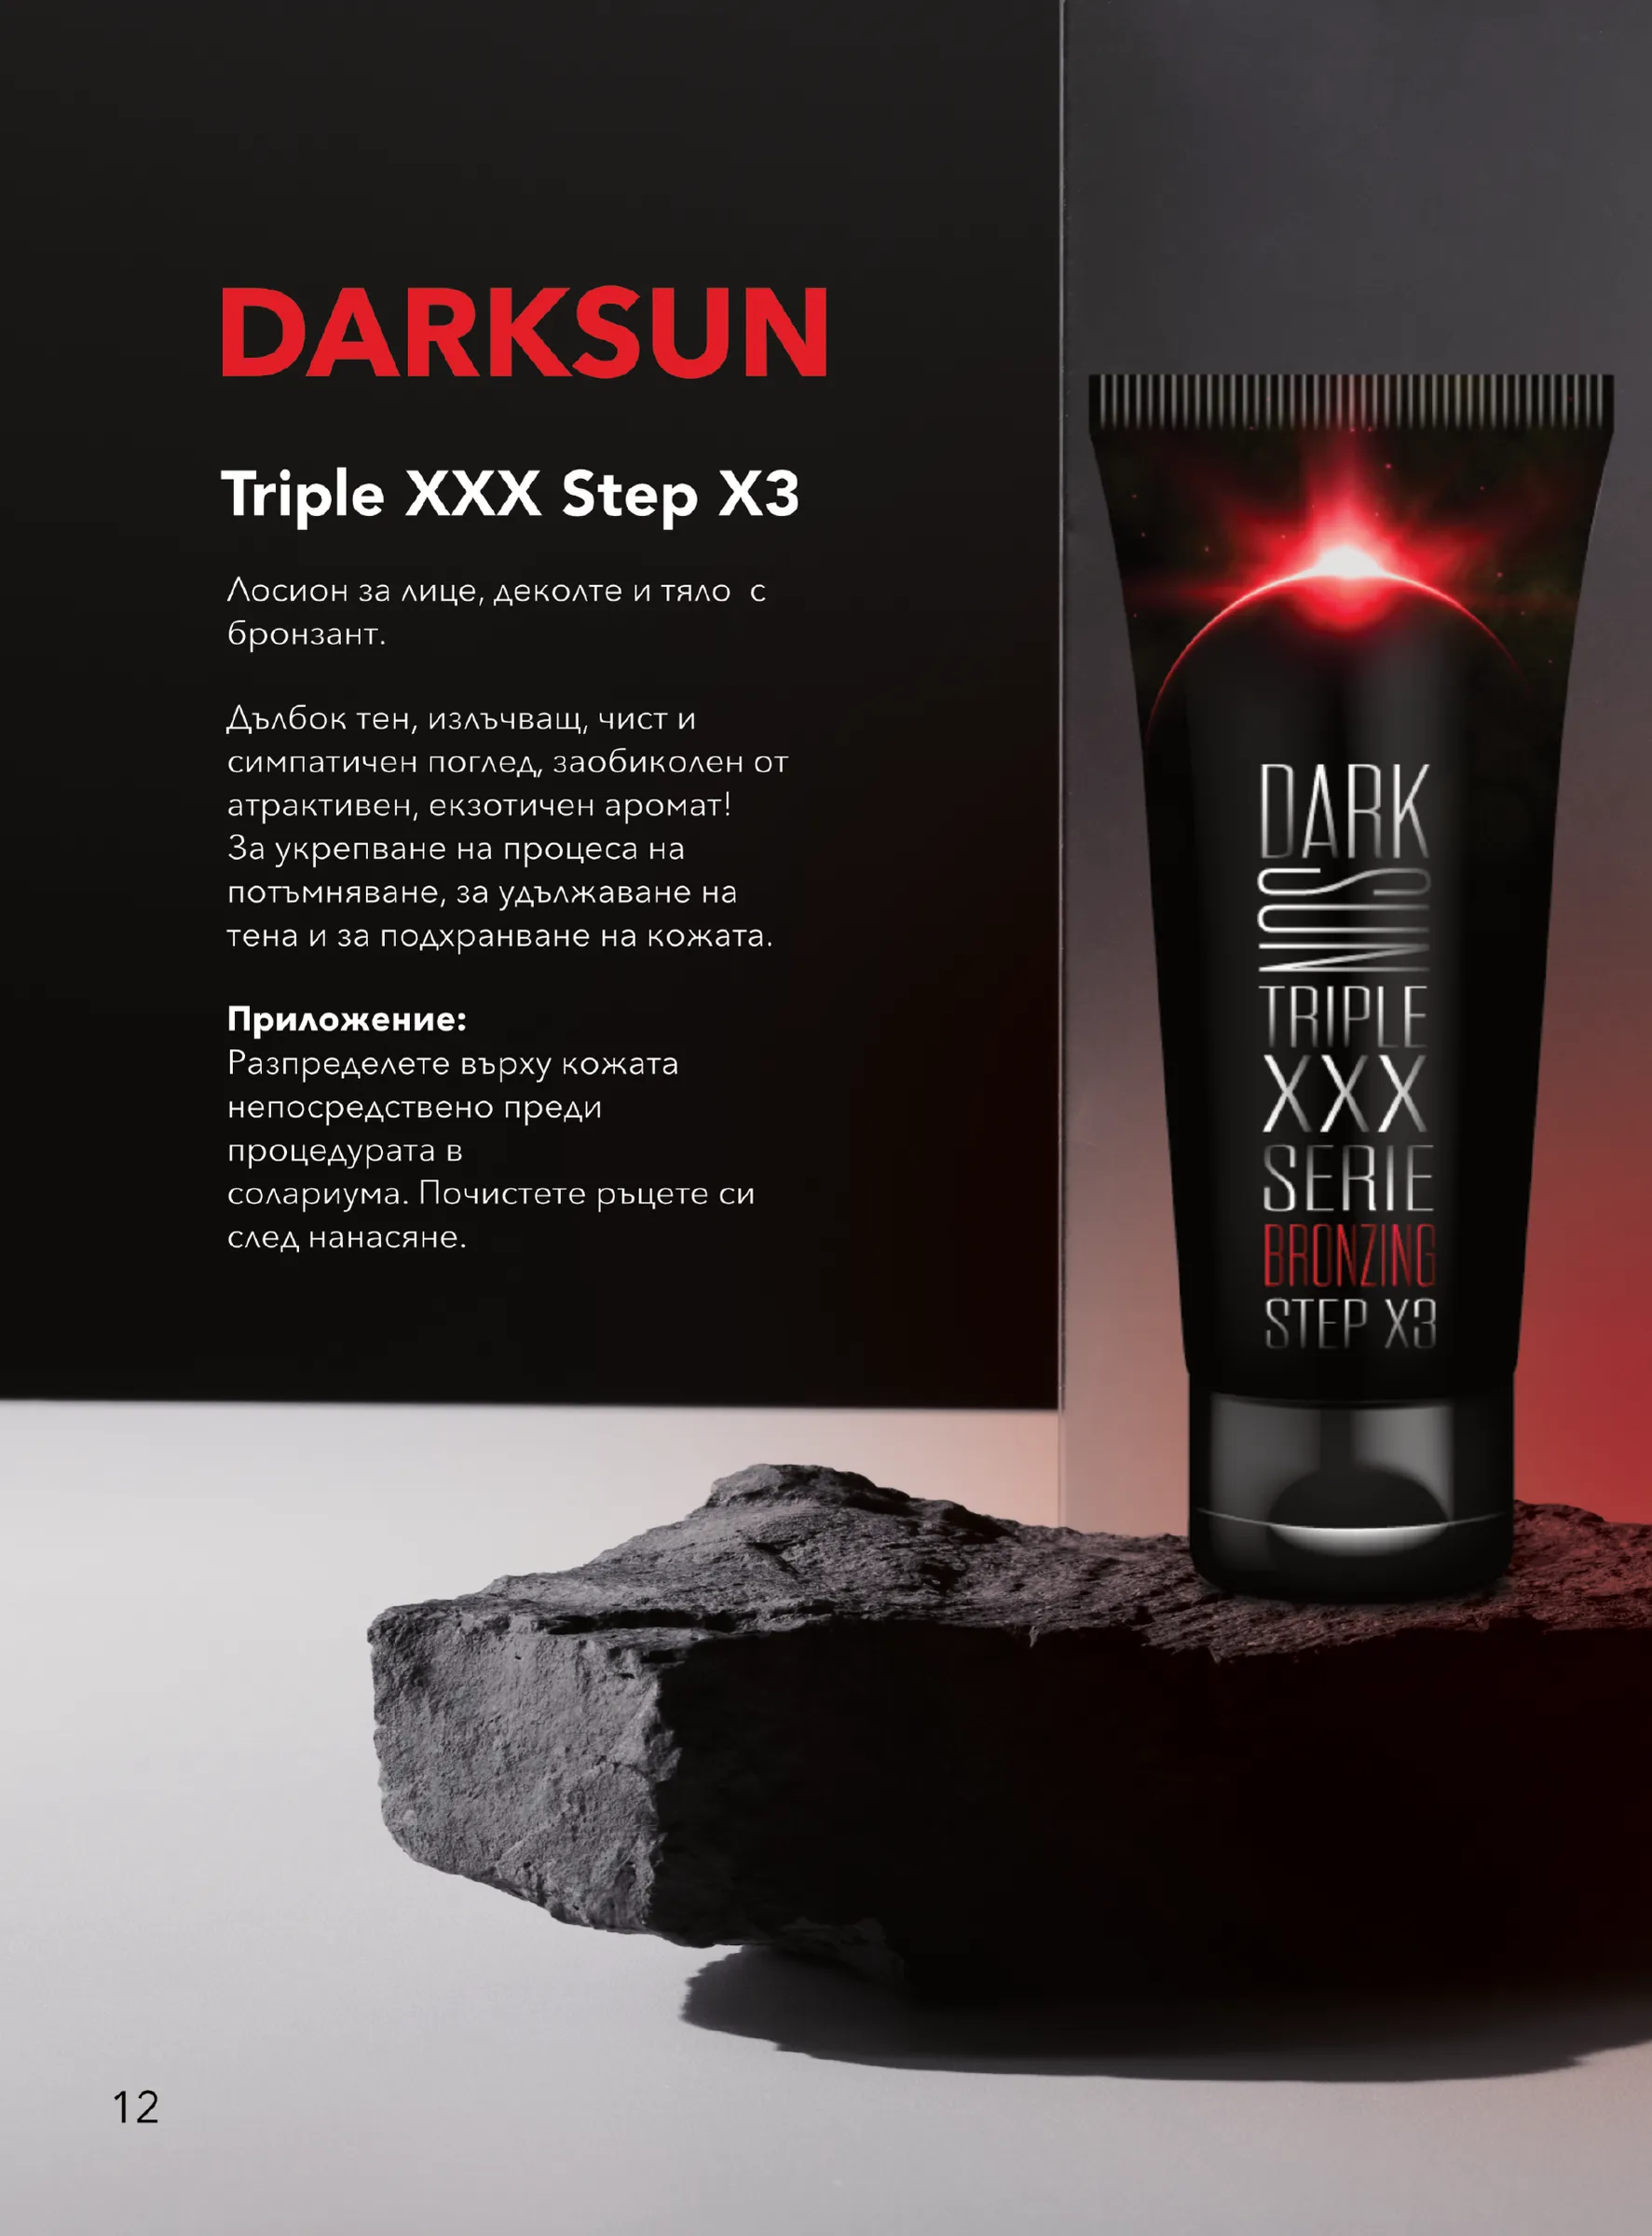 DARKSUN
Triple XXX Step X3
Лосион за лице, деколте и тяло  с
бронзант.
Дълбок тен, излъчващ, чист и
симпатичен поглед, заобиколен от
атрактивен, екзотичен аромат!
За укрепване на процеса на
потъмняване, за удължаване на
тена и за подхранване на кожата.
Приложение:
Разпределете върху кожата
непосредствено преди
процедурата в
солариума. Почистете ръцете си
след нанасяне.
DARK
SUN
TRIPLE
XXX
SERIE
BRONZING
STEP X3
12